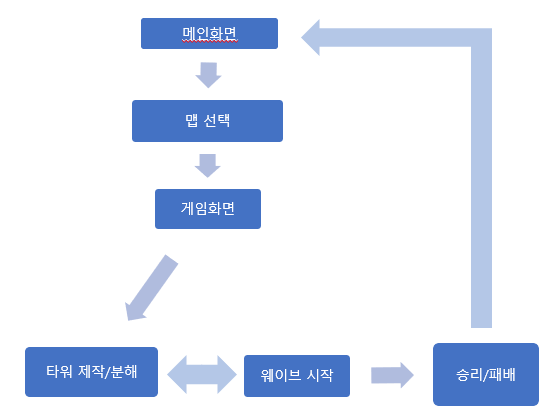 메인화면
맵 선택
게임화면
타워 제작/분해
웨이브 시작
승리/패배